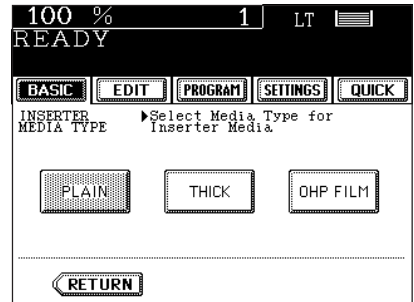 100 % 1 LT
READY
BASIC EDIT PROGRAM SETTINGS QUICK
INSERTER ▶Select Media Type for
MEDIA TYPE Inserter Media.
PLAIN THICK OHP FILM
RETURN